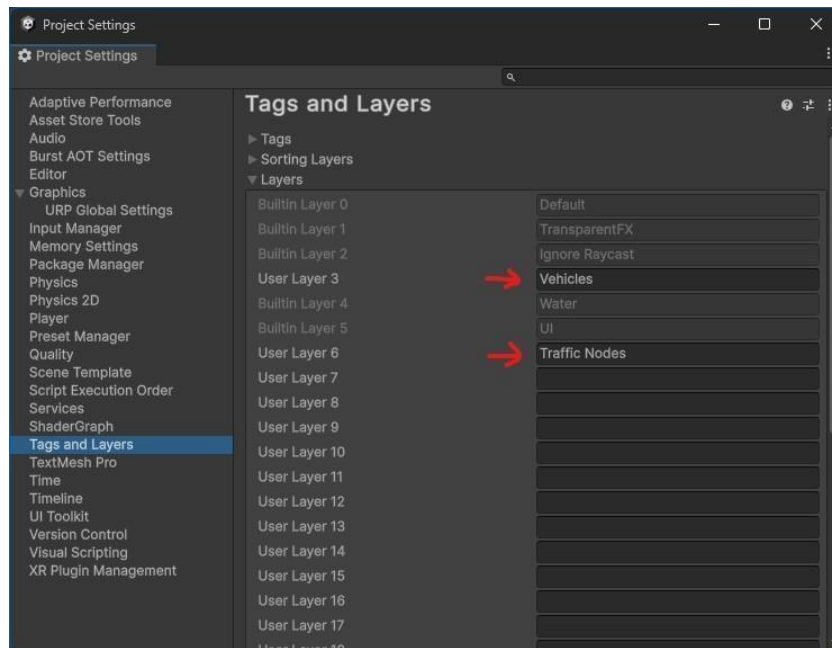 Project Settings
Project Settings
Adaptive Performance
Asset Store Tools
Audio
Burst AOT Settings
Editor
Graphics
URP Global Settings
Input Manager
Memory Settings
Package Manager
Physics
Physics 2D
Player
Preset Manager
Quality
Scene Template
Script Execution Order
Services
ShaderGraph
Tags and Layers
TextMesh Pro
Time
Timeline
UI Toolkit
Version Control
Visual Scripting
XR Plugin Management
Tags and Layers
Tags
Sorting Layers
Layers
Builtin Layer 0 Default
Builtin Layer 1 TransparentFX
Builtin Layer 2 Ignore Raycast
User Layer 3 Vehicles
Builtin Layer 4 Water
Builtin Layer 5 UI
User Layer 6 Traffic Nodes
User Layer 7
User Layer 8
User Layer 9
User Layer 10
User Layer 11
User Layer 12
User Layer 13
User Layer 14
User Layer 15
User Layer 16
User Layer 17